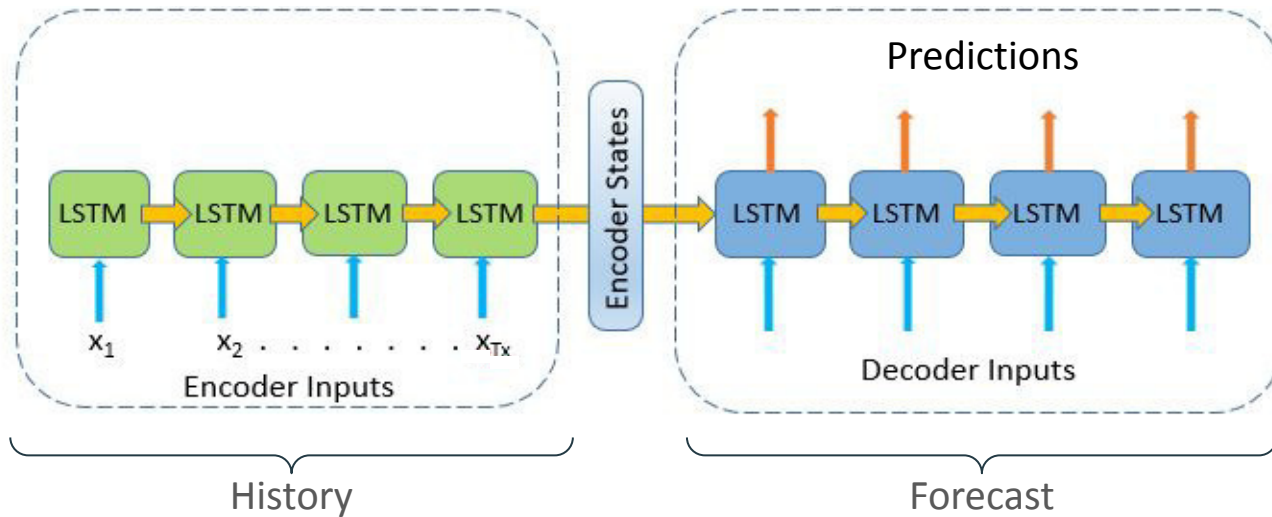 Predictions
Encoder States
LSTM LSTM LSTM LSTM
LSTM LSTM LSTM LSTM
x1 x2 . . . . . . . xTx
Encoder Inputs
Decoder Inputs
History
Forecast